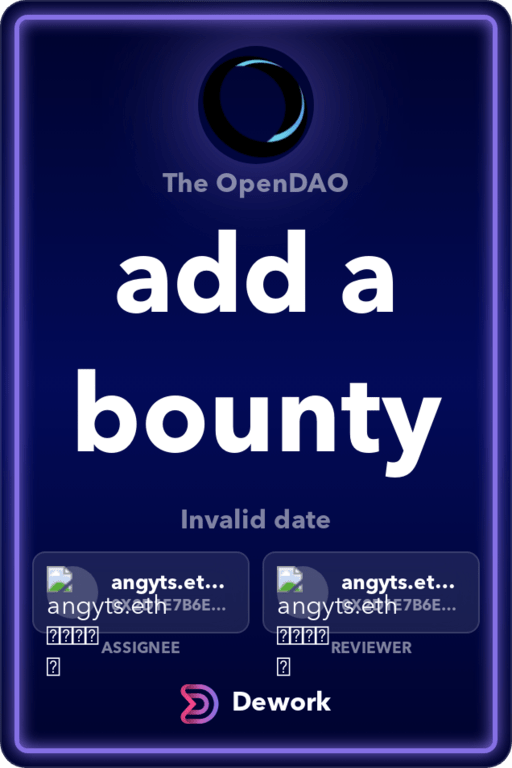 The OpenDAO
add a
bounty
Invalid date
angyts.et...
angyts.et...
angyts.eth
angyts.eth
ASSIGNEE
REVIEWER
Dework